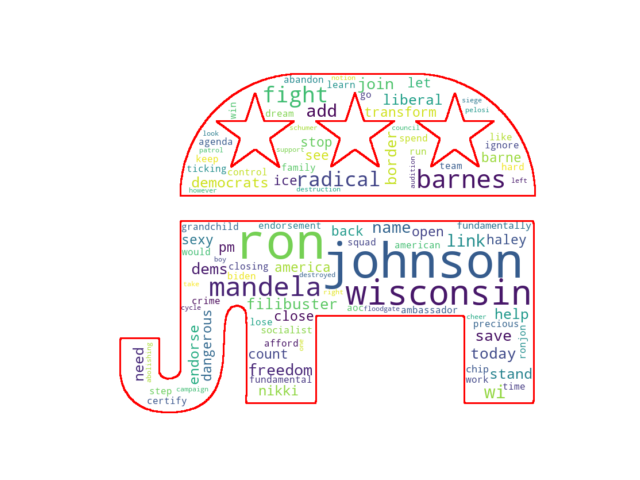 abandon notion
learn join let
fight go liberal siege
pelosi
win dream add transform
schumer council
look agenda stop border spend like
patrol support see run ignore
keep family audition team barne
ticking control hard
democrats ice radical barnes left
however destruction
grandchild endorsement back name open fundamentally
sexy pm ron squad american link haley
would johnson
boy closing america
dems biden destroyed
take mandela right wisconsin
crime filibuster aoc floodgate ambassador cheer help
cycle close precious
lose socialist save ronjon
dangerous afford one
need abolishing endorse count today
freedom chip stand
fundamental work time
step campaign nikki wi
certify